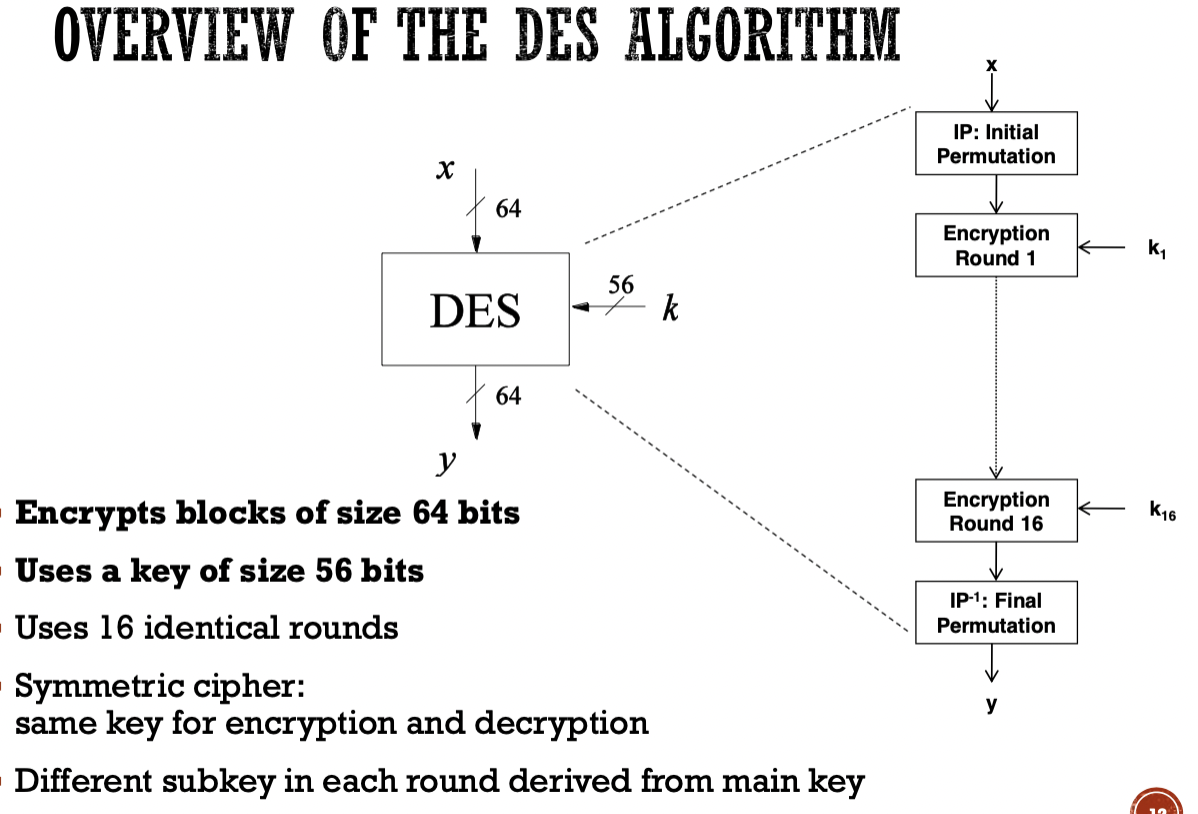 OVERVIEW OF THE DES ALGORITHM
x
64
DES
56
k
64
y
Encrypts blocks of size 64 bits
Uses a key of size 56 bits
Uses 16 identical rounds
Symmetric cipher:
same key for encryption and decryption
Different subkey in each round derived from main key
x
IP: Initial
Permutation
Encryption
Round 1
k₁
Encryption
Round 16
k₁₆
IP⁻¹: Final
Permutation
y